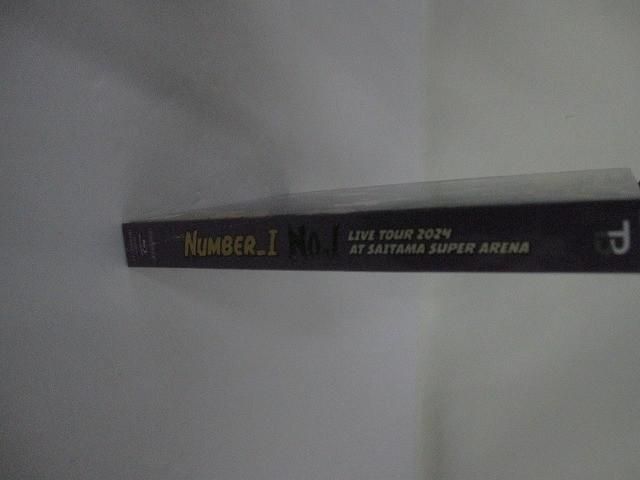 NUMBER_I No.I LIVE TOUR 2024
AT SAITAMA SUPER ARENA